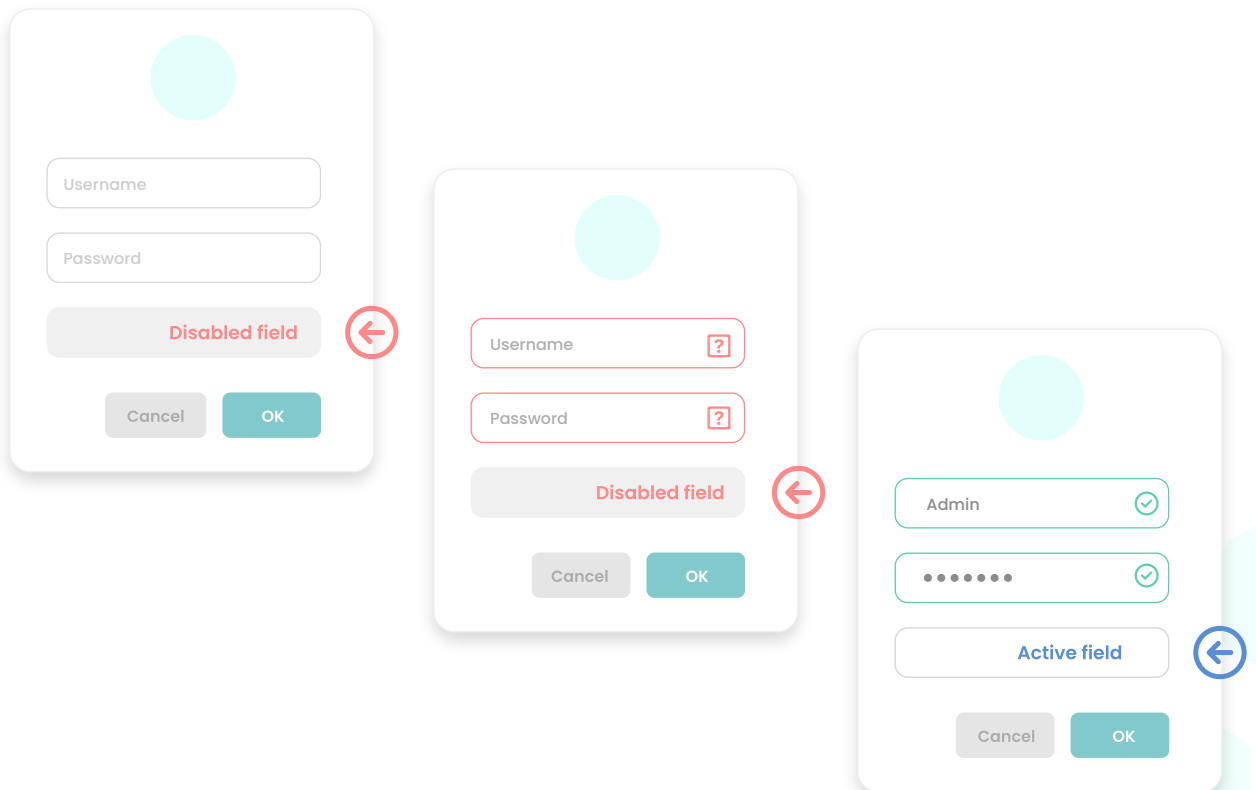 Username
Password
Disabled field
Cancel OK
Username ?
Password ?
Disabled field
Cancel OK
Admin
•••••••
Active field
Cancel OK